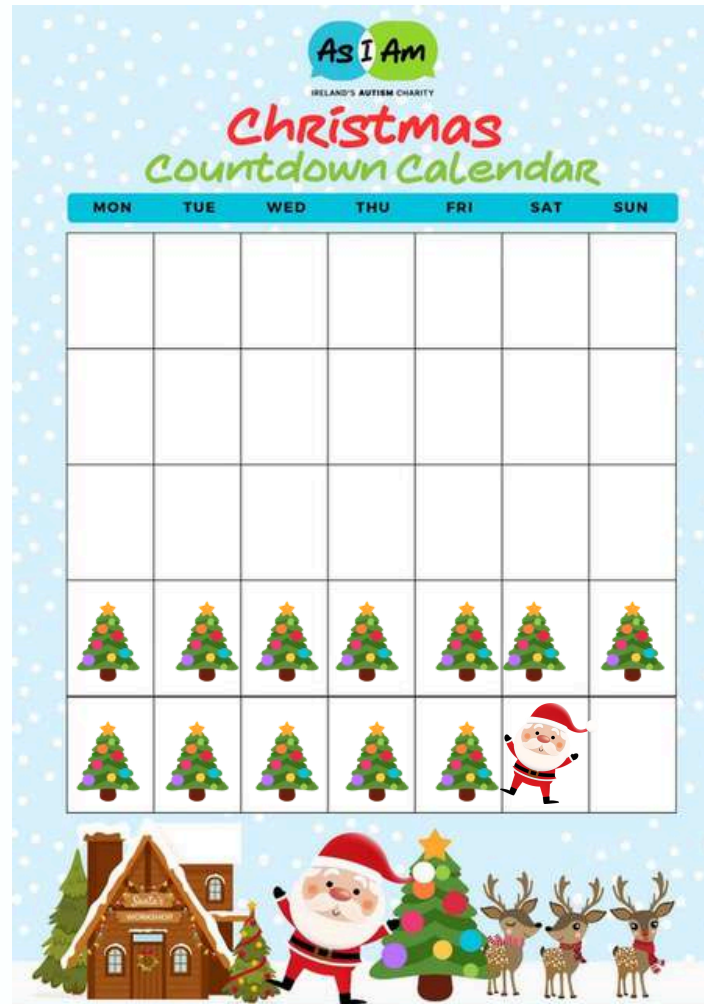 As I Am
IRELAND'S AUTISM CHARITY
Christmas
Countdown Calendar
MON TUE WED THU FRI SAT SUN
Santa's
WORKSHOP